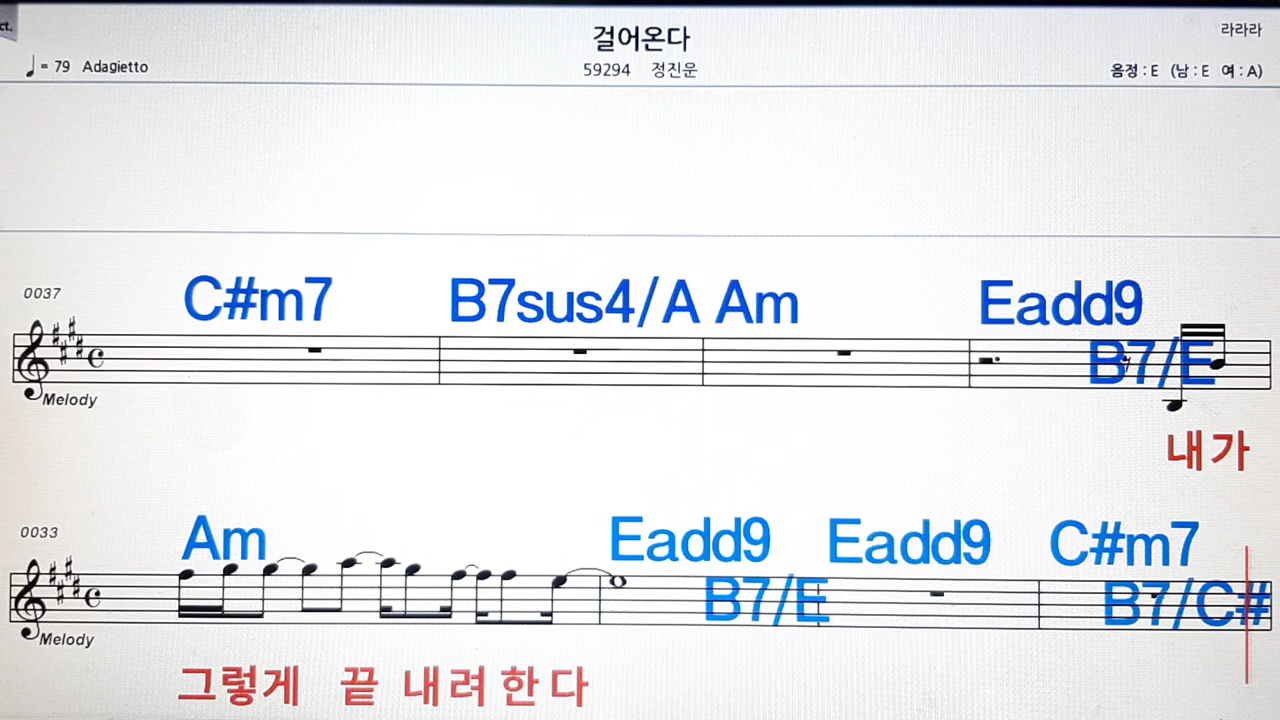 ct.
걸어온다
라라라
♩ = 79 Adagietto
59294 정진운
음정 : E (남 : E 여 : A)
0037
C#m7 B7sus4/A Am Eadd9
B7/E
Melody
내가
0033
Am Eadd9 Eadd9 C#m7
B7/E B7/C#
Melody
그렇게 끝 내려한다